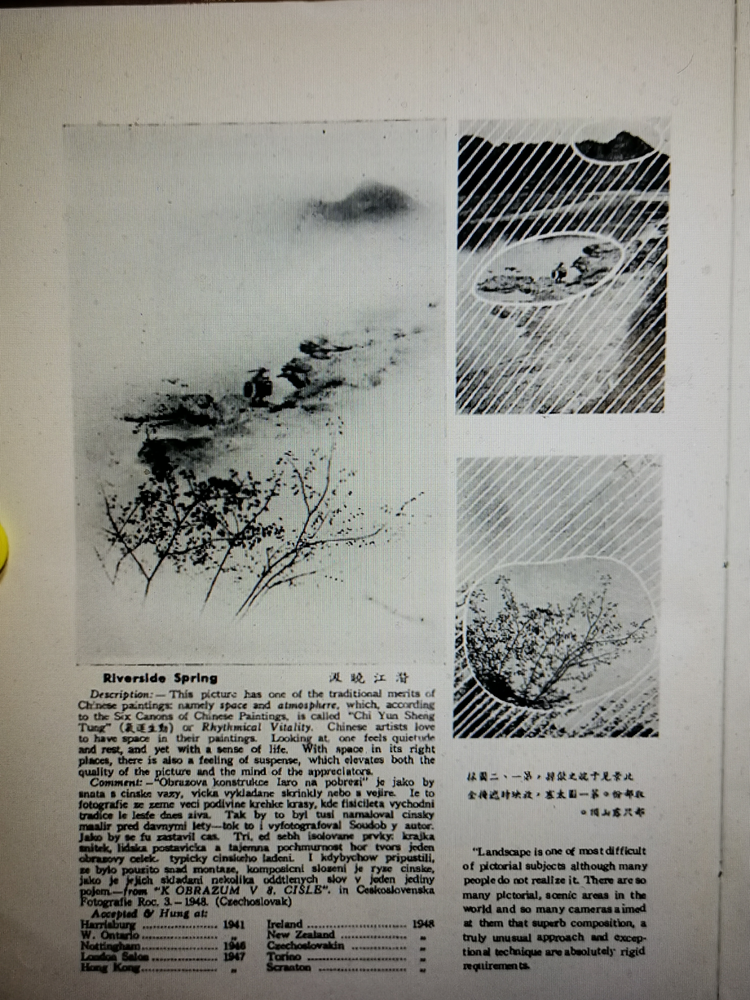 Riverside Spring
江曉
Description:— This picture has one of the traditional merits of
Chinese paintings: namely space and atmosphere, which, according
to the Six Canons of Chinese Paintings, is called "Chi Yun Sheng
Tung" (氣運生動) or Rhythmical Vitality. Chinese artists love
to have space in their paintings. Looking at, one feels quietude
and rest, and yet with a sense of life. With space in its right
places, there is also a feeling of suspense, which elevates both the
quality of the picture and the mind of the appreciators.
Comment:—"Obrazova konstrukce Iaro na pobrezi" je jako by
snata s cinske vazy, vicka vykladane skrinkly nebo s vejire. Ie to
fotografie ze zeme veci podivine krehke krasy, kde fisicileta vychodni
tradice le lesfe dnes ziva. Tak by to byl tusi namaloval cinsky
maalir pred davnymi lety—tok to i vyfotografoval Soudob y autor.
Jako by se fu zastavil cas. Tri, ed sebh isolovane prvky: krajka
snitek, lidska postavicka a tajemna pochmurnost hor tvors jeden
obrazovy celek. typicky cinskeho ladeni. I kdybychow pripustili,
ze bylo pouzito snad montaze, komposicni slozeni je ryze cinske,
jako je jejich skladani nekolika oddtlenych slov v jeden jediny
pojem.—from "K OBRAZUM V 8. CISLE". in Ceskoslovenska
Fotografie Roc. 3.—1948. (Czechoslovak)
Accepted & Hung at:
Harrisburg 1941
W. Ontario „
Nottingham 1946
London Salon 1947
Hong Kong „
Ireland 1948
New Zealand „
Czechoslovakin „
Torino „
Scranton „
"Landscape is one of most difficult
of pictorial subjects although many
people do not realize it. There are so
many pictorial, scenic areas in the
world and so many cameras aimed
at them that superb composition, a
truly unusual approach and excep-
tional technique are absolutely rigid
requirements.